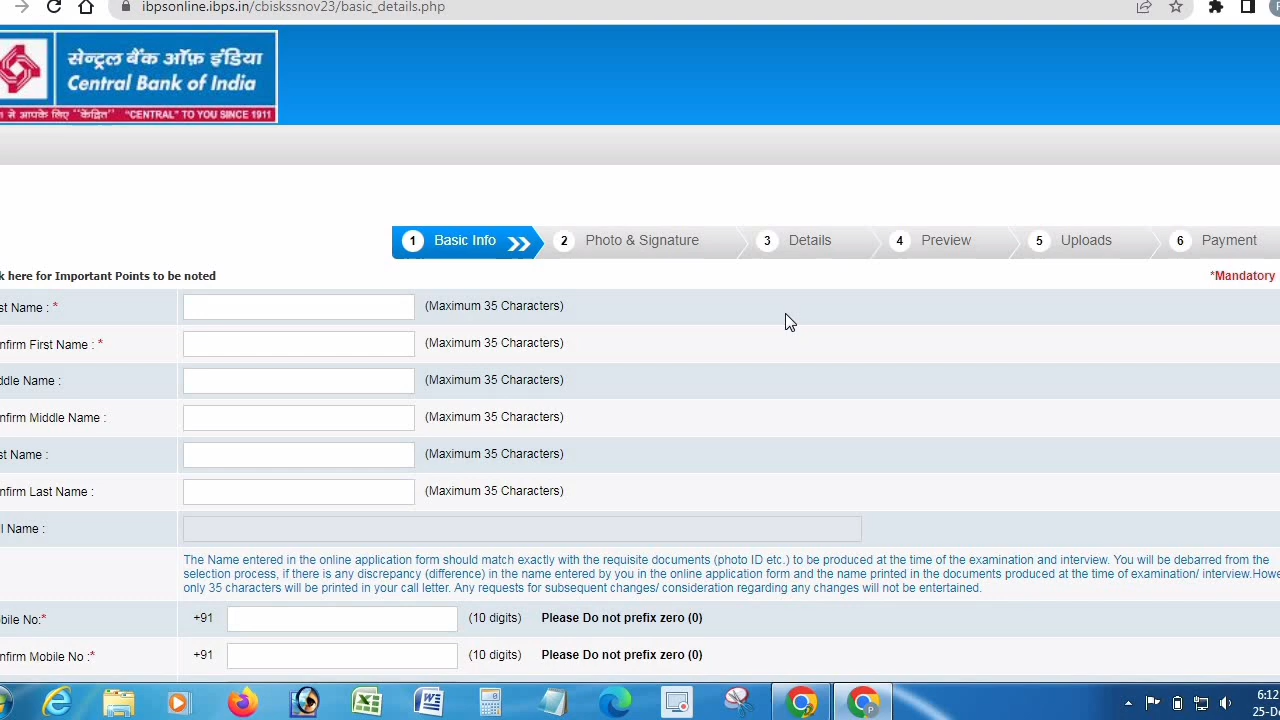 ibpsonline.ibps.in/cbiskssnov23/basic_details.php
सेन्ट्रल बैंक ऑफ़ इंडिया
Central Bank of India
से आपके लिए "केंद्रित" "CENTRAL" TO YOU SINCE 1911
1 Basic Info 2 Photo & Signature 3 Details 4 Preview 5 Uploads 6 Payment
k here for Important Points to be noted
*Mandatory
st Name : * (Maximum 35 Characters)
nfirm First Name : * (Maximum 35 Characters)
ddle Name : (Maximum 35 Characters)
nfirm Middle Name : (Maximum 35 Characters)
st Name : (Maximum 35 Characters)
nfirm Last Name : (Maximum 35 Characters)
l Name :
The Name entered in the online application form should match exactly with the requisite documents (photo ID etc.) to be produced at the time of the examination and interview. You will be debarred from the
selection process, if there is any discrepancy (difference) in the name entered by you in the online application form and the name printed in the documents produced at the time of examination/ interview.Howe
only 35 characters will be printed in your call letter. Any requests for subsequent changes/ consideration regarding any changes will not be entertained.
bile No:* +91 (10 digits) Please Do not prefix zero (0)
nfirm Mobile No :* +91 (10 digits) Please Do not prefix zero (0)
6:12
25-De